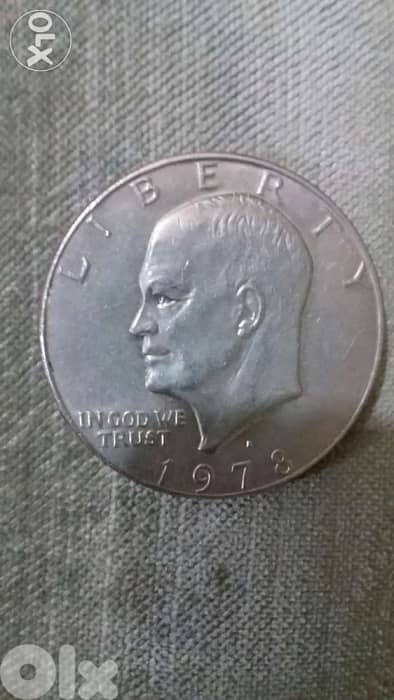 OLX
LIBERTY
IN GOD WE
TRUST
1978
OLX